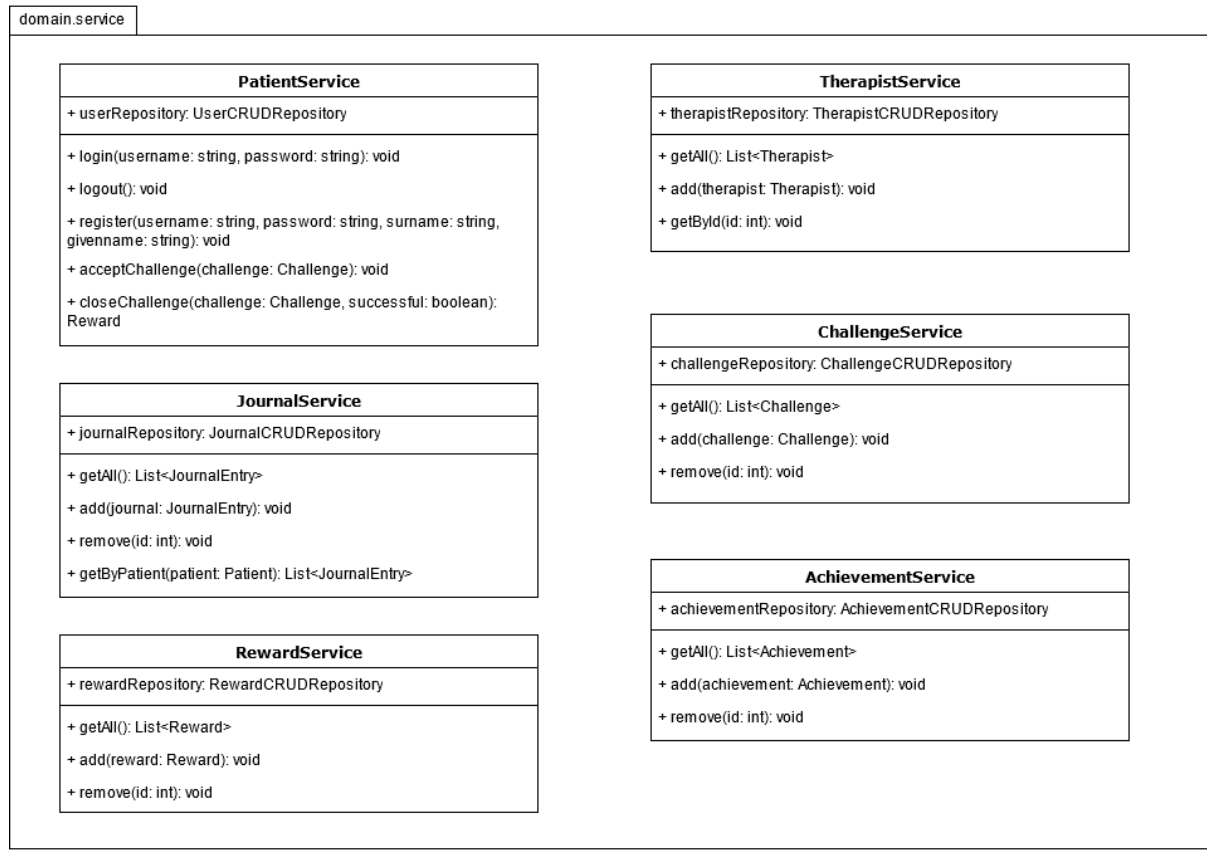 domain.service
PatientService
+ userRepository: UserCRUDRepository
+ login(username: string, password: string): void
+ logout(): void
+ register(username: string, password: string, surname: string,
givenname: string): void
+ acceptChallenge(challenge: Challenge): void
+ closeChallenge(challenge: Challenge, successful: boolean):
Reward
JournalService
+ journalRepository: JournalCRUDRepository
+ getAll(): List<JournalEntry>
+ add(journal: JournalEntry): void
+ remove(id: int): void
+ getByPatient(patient: Patient): List<JournalEntry>
RewardService
+ rewardRepository: RewardCRUDRepository
+ getAll(): List<Reward>
+ add(reward: Reward): void
+ remove(id: int): void
TherapistService
+ therapistRepository: TherapistCRUDRepository
+ getAll(): List<Therapist>
+ add(therapist: Therapist): void
+ getById(id: int): void
ChallengeService
+ challengeRepository: ChallengeCRUDRepository
+ getAll(): List<Challenge>
+ add(challenge: Challenge): void
+ remove(id: int): void
AchievementService
+ achievementRepository: AchievementCRUDRepository
+ getAll(): List<Achievement>
+ add(achievement: Achievement): void
+ remove(id: int): void